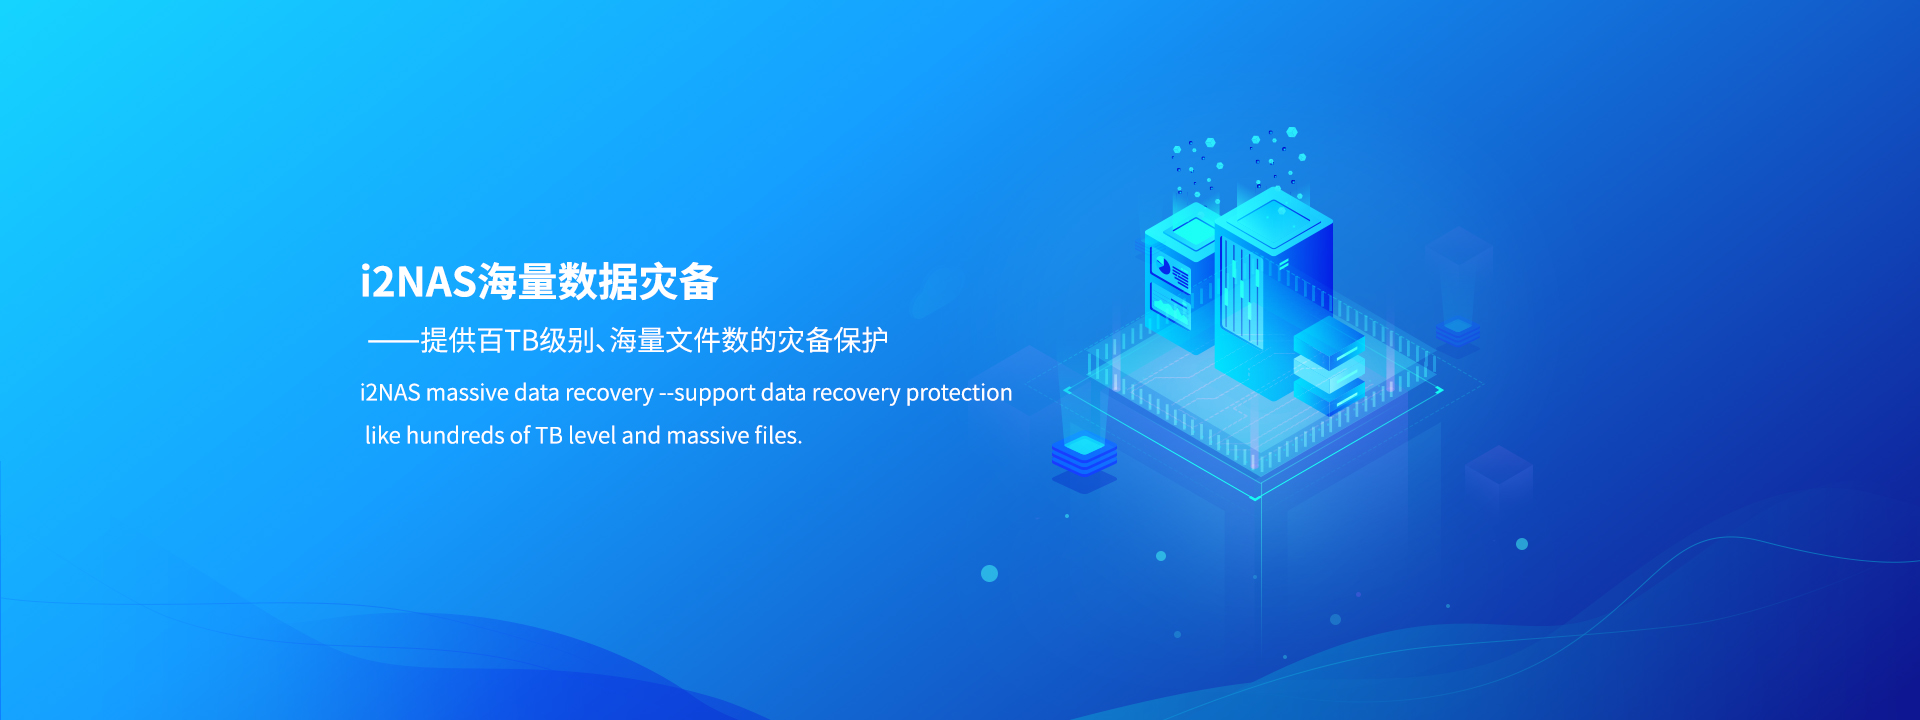 i2NAS海量数据灾备
——提供百TB级别、海量文件数的灾备保护
i2NAS massive data recovery --support data recovery protection
like hundreds of TB level and massive files.